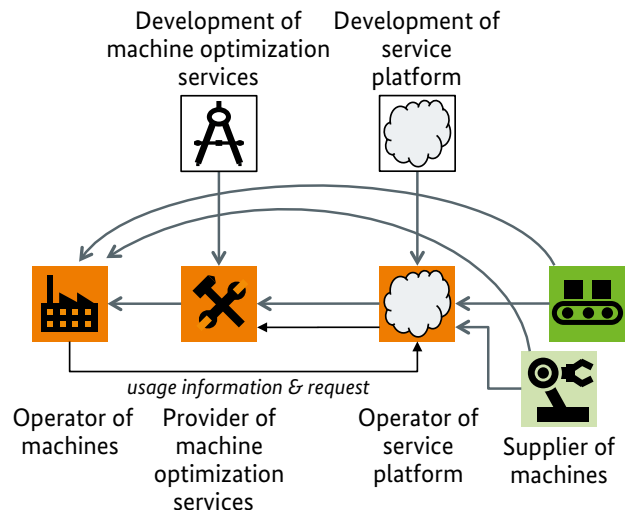 Development of
machine optimization
services
Development of
service
platform
usage information & request
Operator of
machines
Provider of
machine
optimization
services
Operator of
service
platform
Supplier of
machines